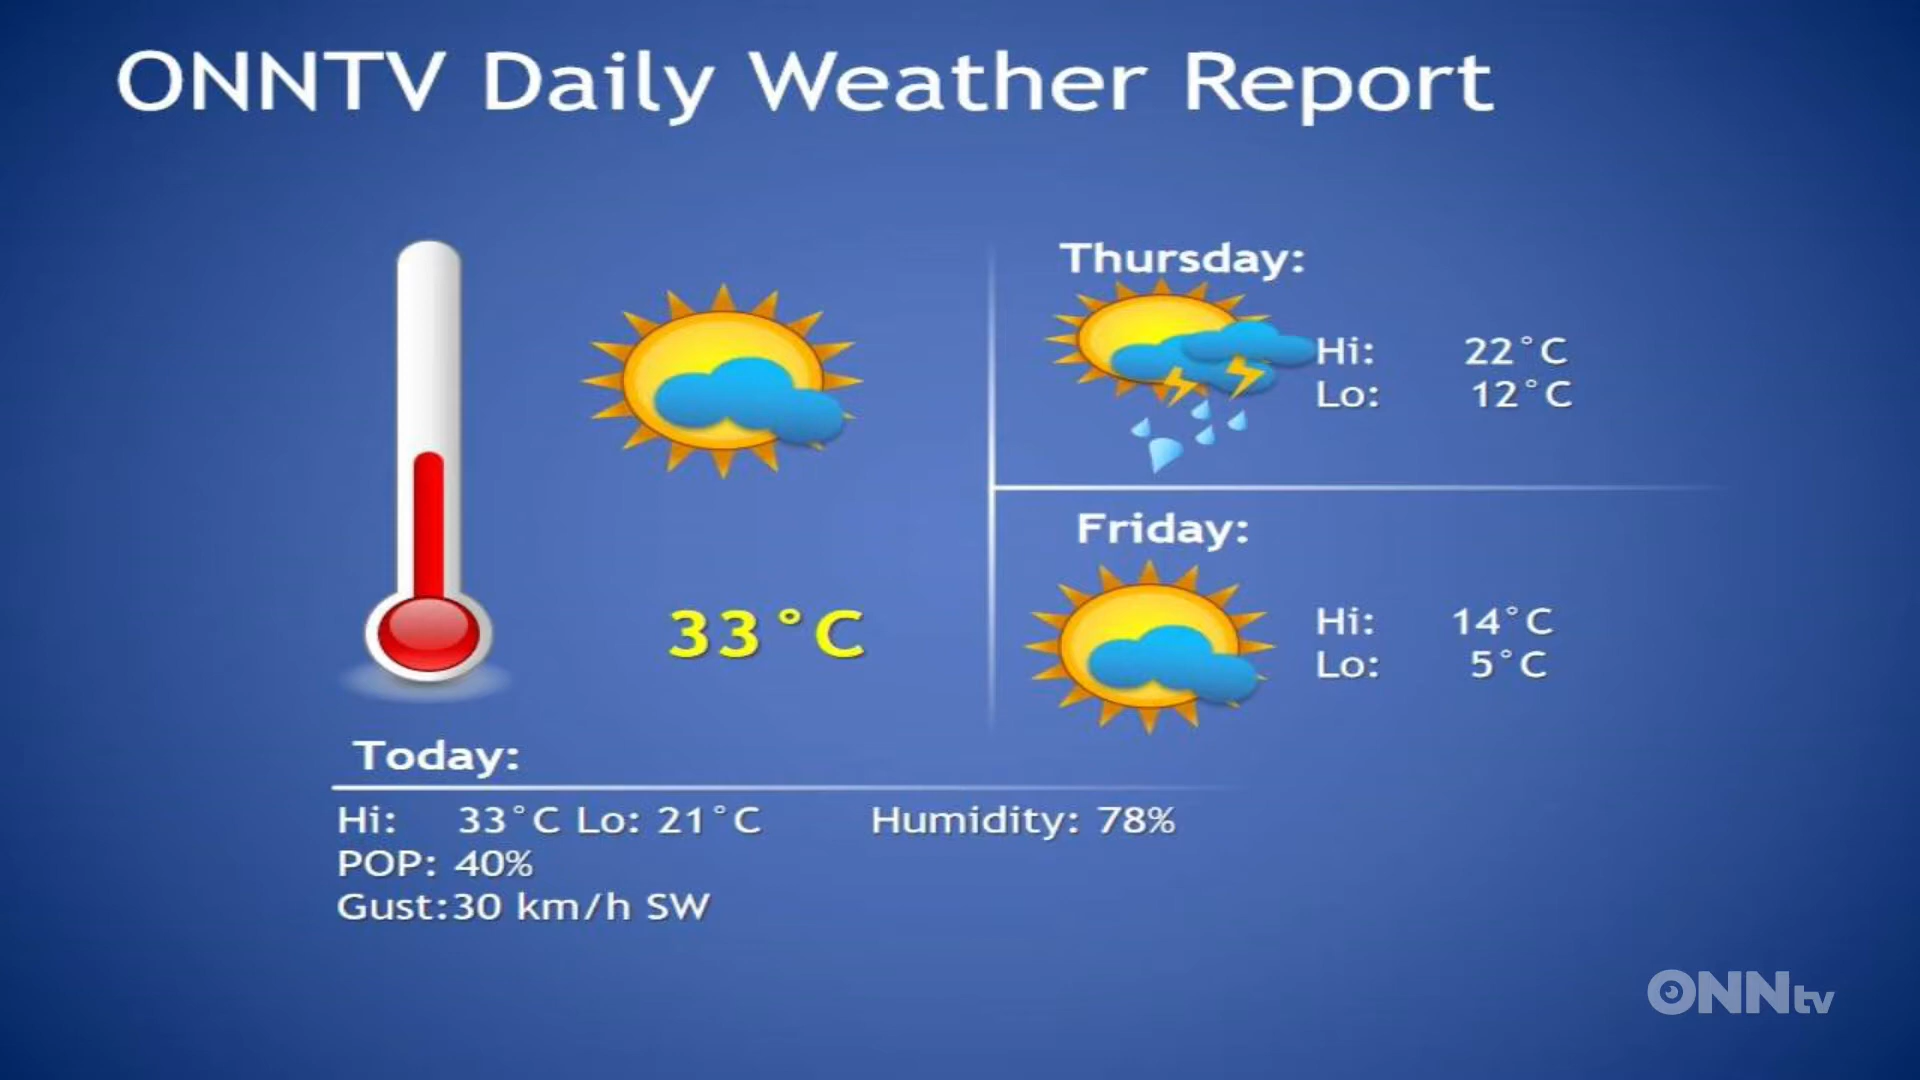 ONNTV Daily Weather Report
33°C
Today:
Hi: 33°C Lo: 21°C Humidity: 78%
POP: 40%
Gust:30 km/h SW
Thursday:
Hi: 22°C
Lo: 12°C
Friday:
Hi: 14°C
Lo: 5°C
ONNtv